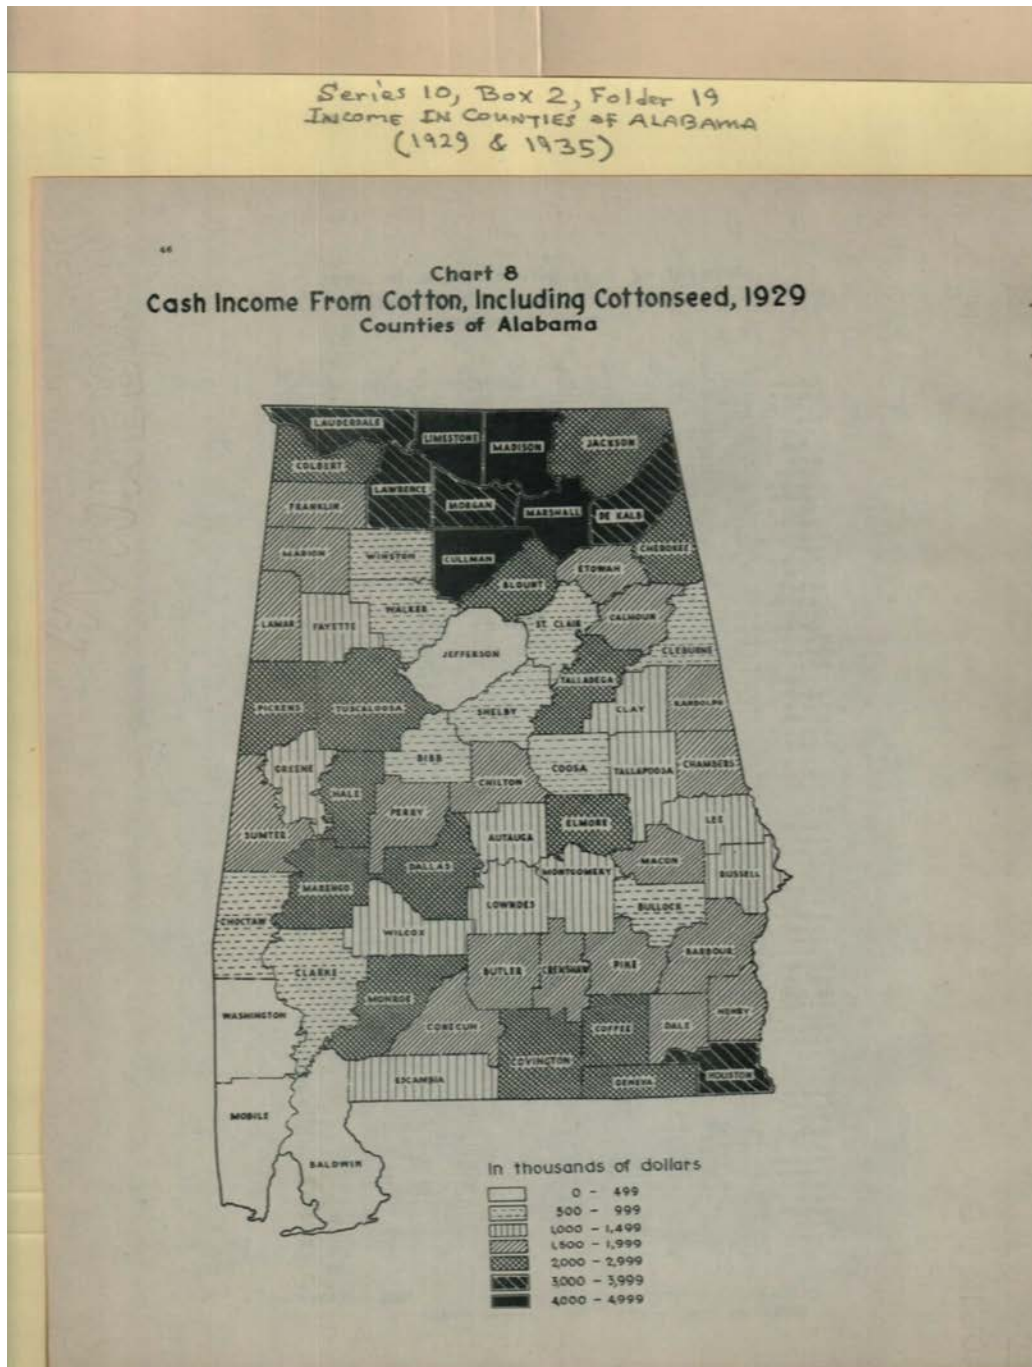 Series 10, Box 2, Folder 19
INCOME IN COUNTIES OF ALABAMA
(1929 & 1935)
Chart 8
Cash Income From Cotton, Including Cottonseed, 1929
Counties of Alabama
LAUDERDALE
LIMESTONE
MADISON
JACKSON
COLBERT
LAWRENCE
MORGAN
MARSHALL
DE KALB
FRANKLIN
MARION
WINSTON
CULLMAN
BLOUNT
ETOWAH
CHEROKEE
LAMAR
FAYETTE
WALKER
JEFFERSON
ST. CLAIR
CALHOUN
CLEBURNE
PICKENS
TUSCALOOSA
SHELBY
TALLADEGA
CLAY
RANDOLPH
GREENE
HALE
BIBB
PERRY
CHILTON
COOSA
TALLAPOOSA
CHAMBERS
SUMTER
AUTAUGA
ELMORE
LEE
MARENGO
DALLAS
LOWNDES
MONTGOMERY
MACON
RUSSELL
CHOCTAW
CLARKE
WILCOX
BUTLER
CRENSHAW
PIKE
BULLOCK
BARBOUR
WASHINGTON
MONROE
CONECUH
COVINGTON
COFFEE
DALE
HENRY
ESCAMBIA
GENEVA
HOUSTON
MOBILE
BALDWIN
In thousands of dollars
0 - 499
500 - 999
1,000 - 1,499
1,500 - 1,999
2,000 - 2,999
3,000 - 3,999
4,000 - 4,999